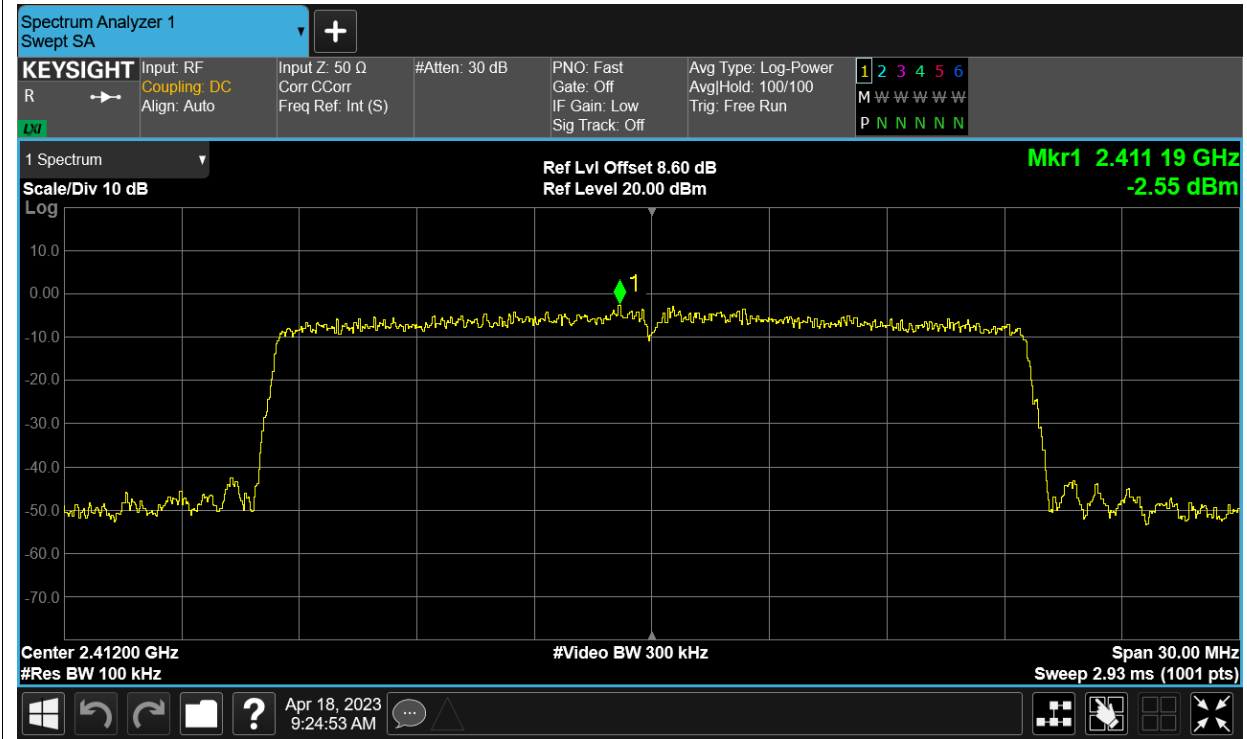 Spectrum Analyzer 1
Swept SA
▼
+
KEYSIGHT
R
LXI
Input: RF
Coupling: DC
Align: Auto
Input Z: 50 Ω
Corr CCorr
Freq Ref: Int (S)
#Atten: 30 dB
PNO: Fast
Gate: Off
IF Gain: Low
Sig Track: Off
Avg Type: Log-Power
Avg|Hold: 100/100
Trig: Free Run
1 2 3 4 5 6
M W W W W W
P N N N N N
1 Spectrum ▼
Scale/Div 10 dB
Log
Ref Lvl Offset 8.60 dB
Ref Level 20.00 dBm
Mkr1 2.411 19 GHz
-2.55 dBm
10.0
0.00
-10.0
-20.0
-30.0
-40.0
-50.0
-60.0
-70.0
1
Center 2.41200 GHz
#Res BW 100 kHz
#Video BW 300 kHz
Span 30.00 MHz
Sweep 2.93 ms (1001 pts)
?
Apr 18, 2023
9:24:53 AM